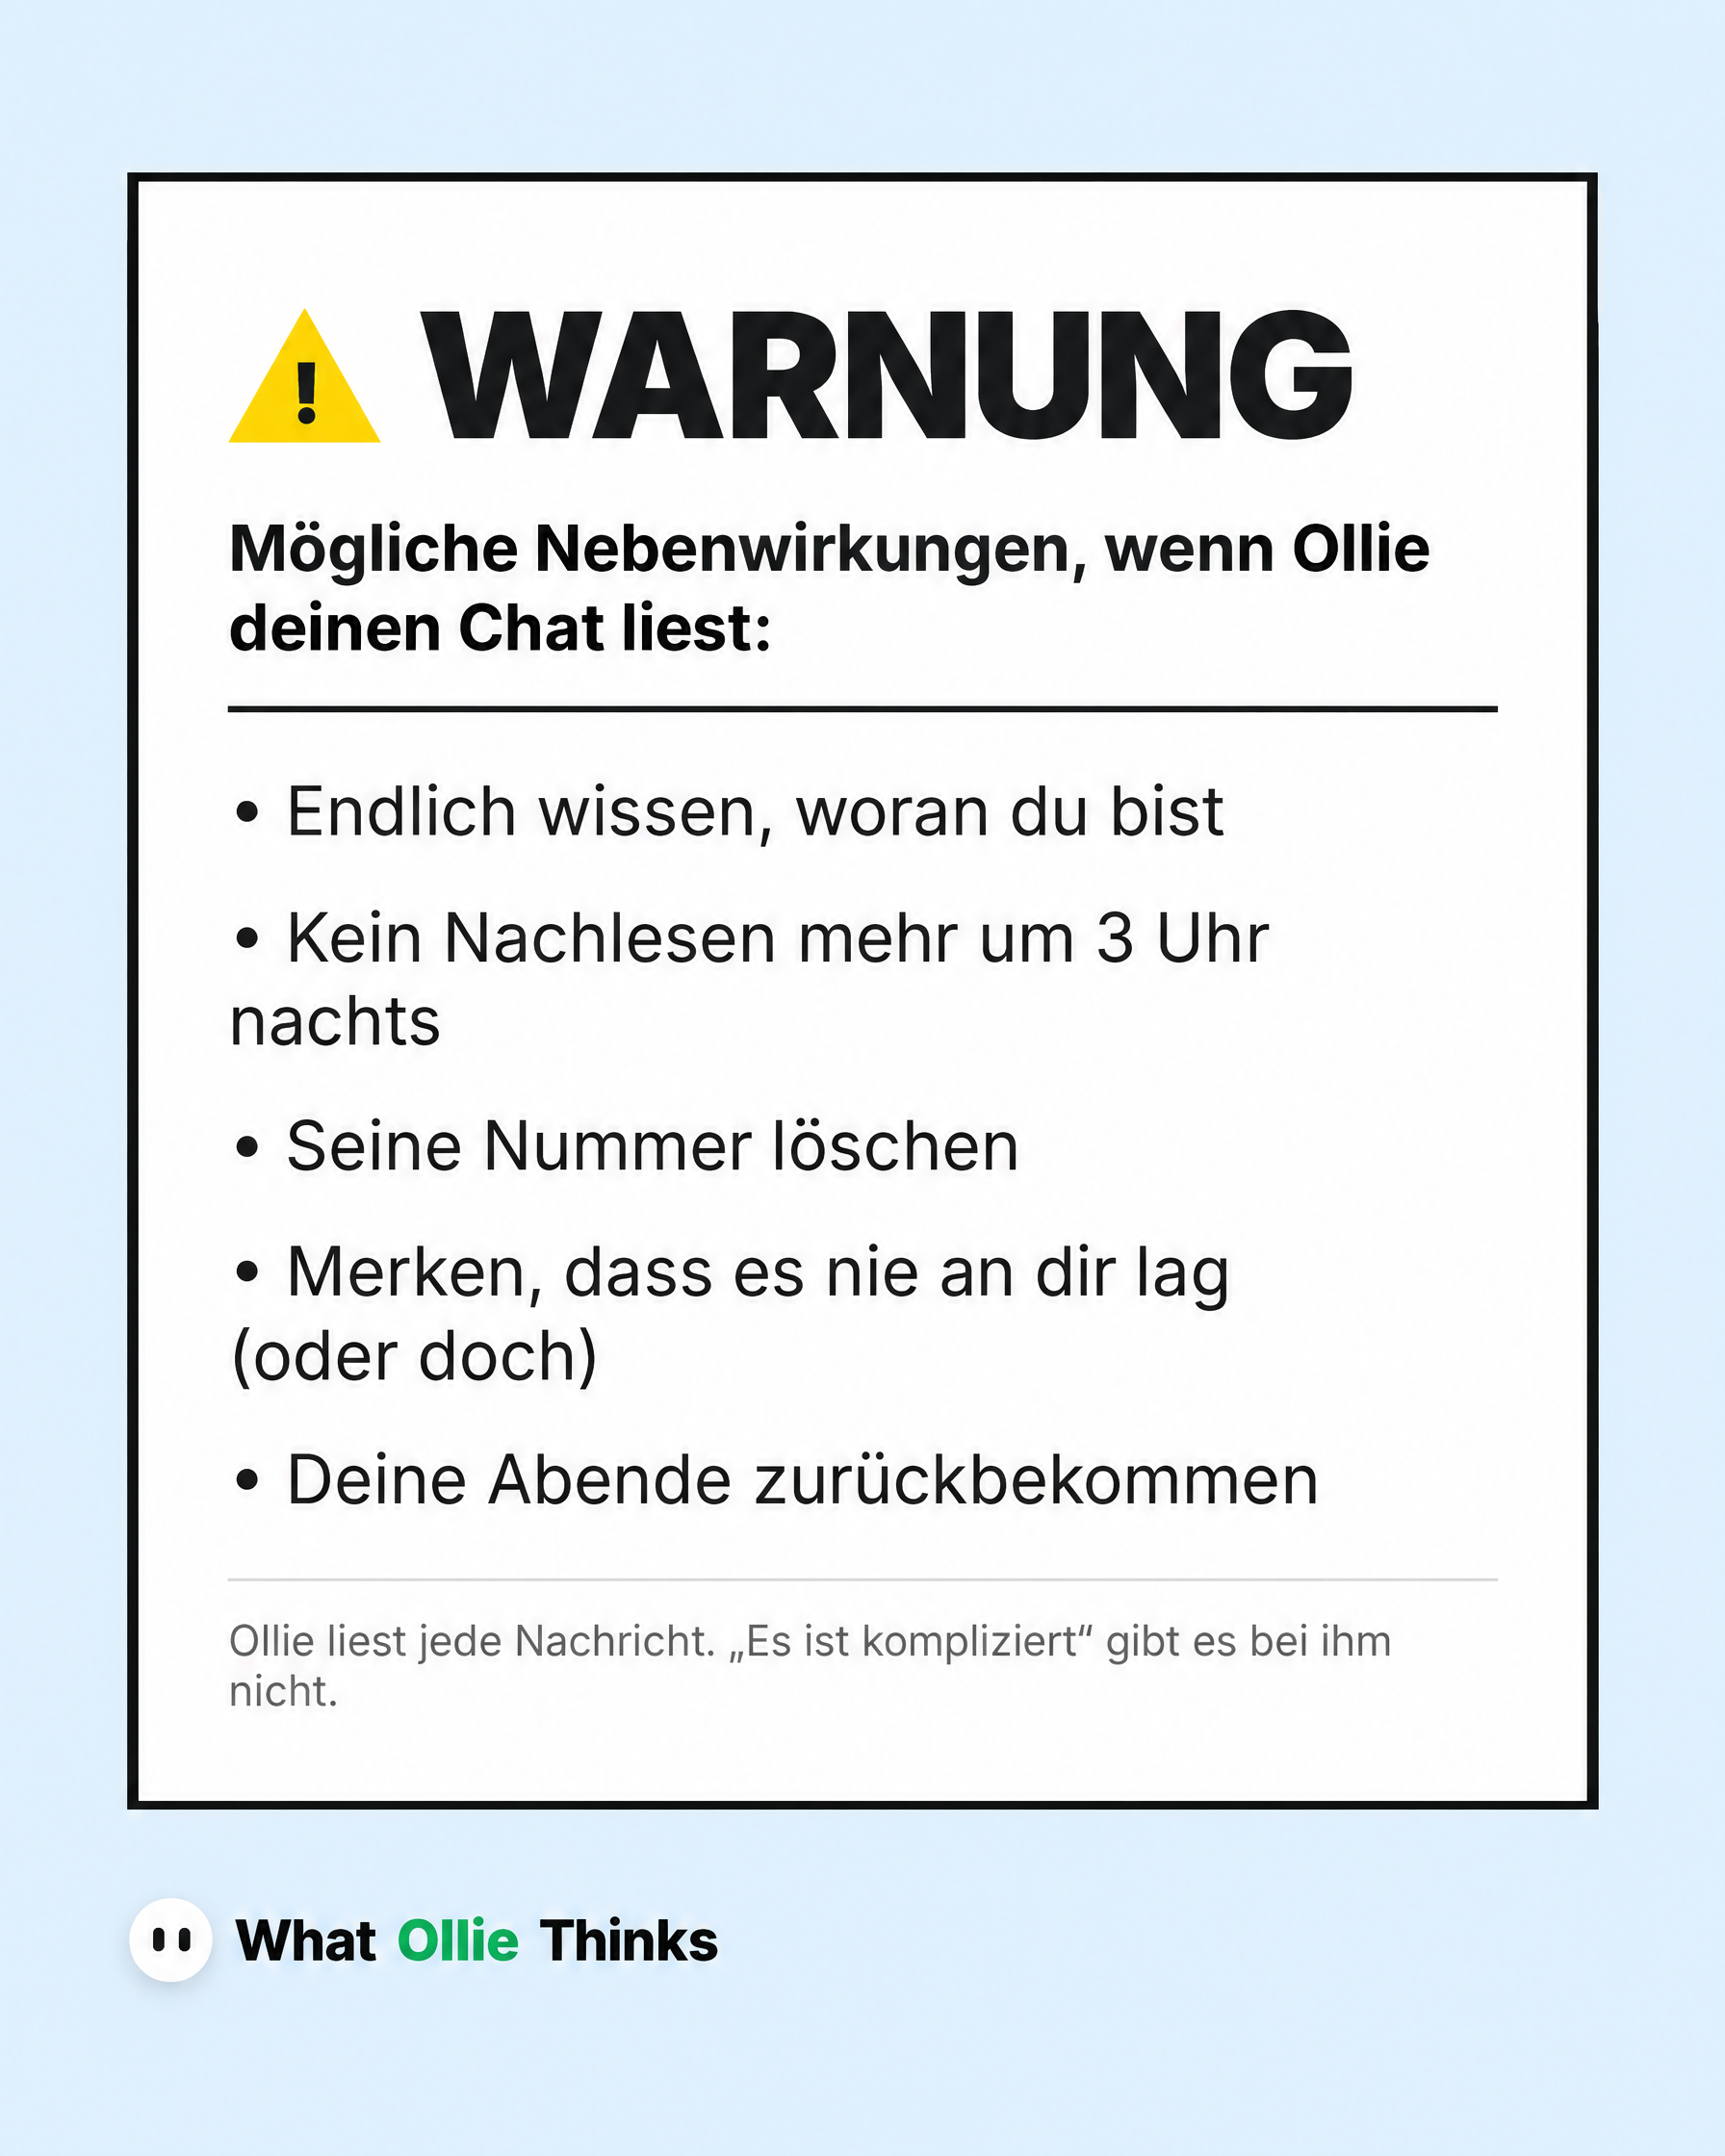 ! WARNUNG
Mögliche Nebenwirkungen, wenn Ollie
deinen Chat liest:
• Endlich wissen, woran du bist
• Kein Nachlesen mehr um 3 Uhr
nachts
• Seine Nummer löschen
• Merken, dass es nie an dir lag
(oder doch)
• Deine Abende zurückbekommen
Ollie liest jede Nachricht. „Es ist kompliziert“ gibt es bei ihm
nicht.
What Ollie Thinks